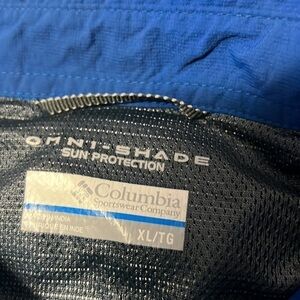 OMNI-SHADE
SUN PROTECTION
Columbia
Sportswear Company
XL/TG